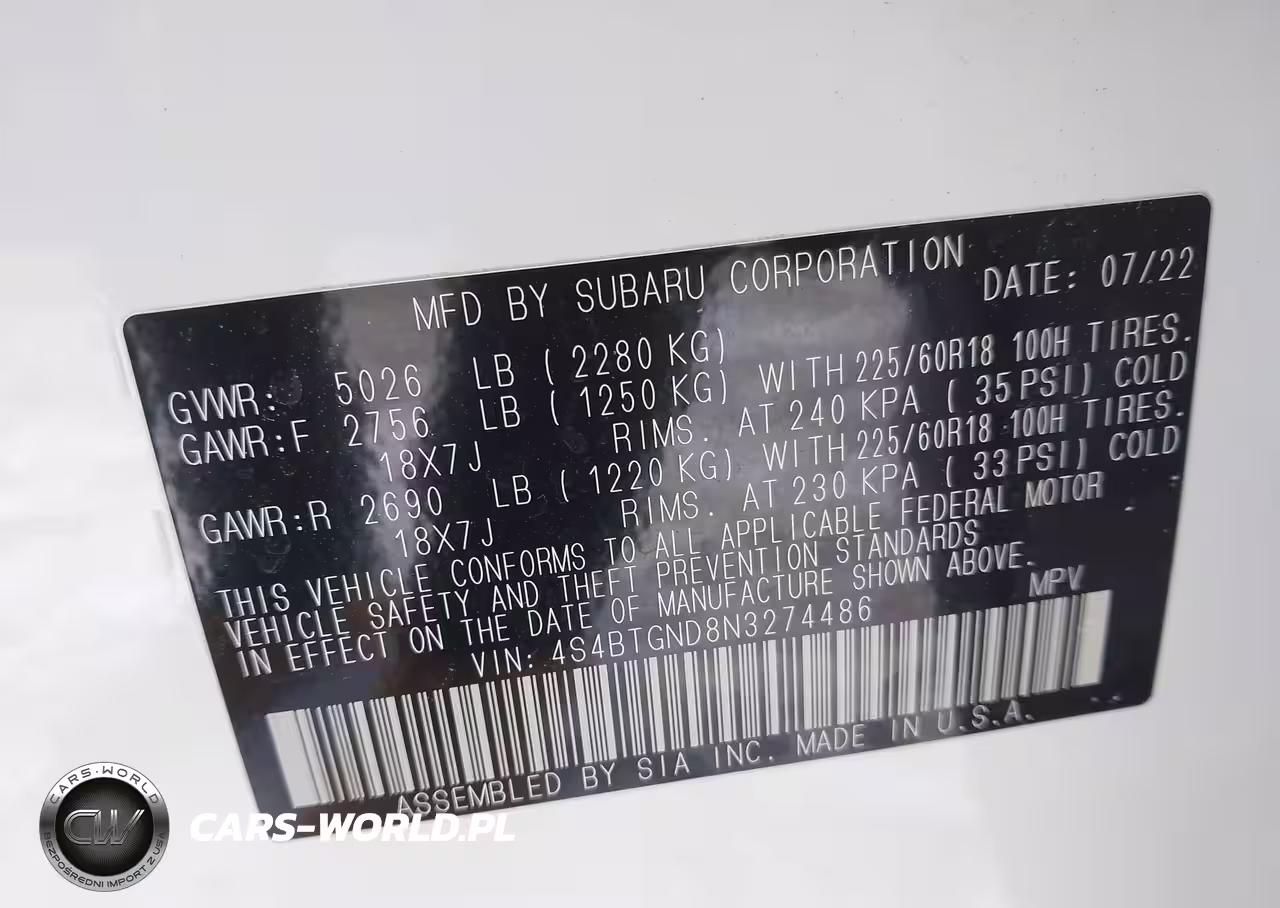 MFD BY SUBARU CORPORATION
DATE: 07/22
GVWR: 5026 LB ( 2280 KG)
GAWR:F 2756 LB ( 1250 KG) WITH 225/60R18 100H TIRES.
18X7J RIMS. AT 240 KPA ( 35 PSI) COLD
GAWR:R 2690 LB ( 1220 KG) WITH 225/60R18 100H TIRES.
18X7J RIMS. AT 230 KPA ( 33 PSI) COLD
THIS VEHICLE CONFORMS TO ALL APPLICABLE FEDERAL MOTOR
VEHICLE SAFETY AND THEFT PREVENTION STANDARDS
IN EFFECT ON THE DATE OF MANUFACTURE SHOWN ABOVE.
VIN: 4S4BTGND8N3274486 MPV
ASSEMBLED BY SIA INC. MADE IN U.S.A.
CARS-WORLD
CW
BEZPOŚREDNI IMPORT Z USA
CARS-WORLD.PL